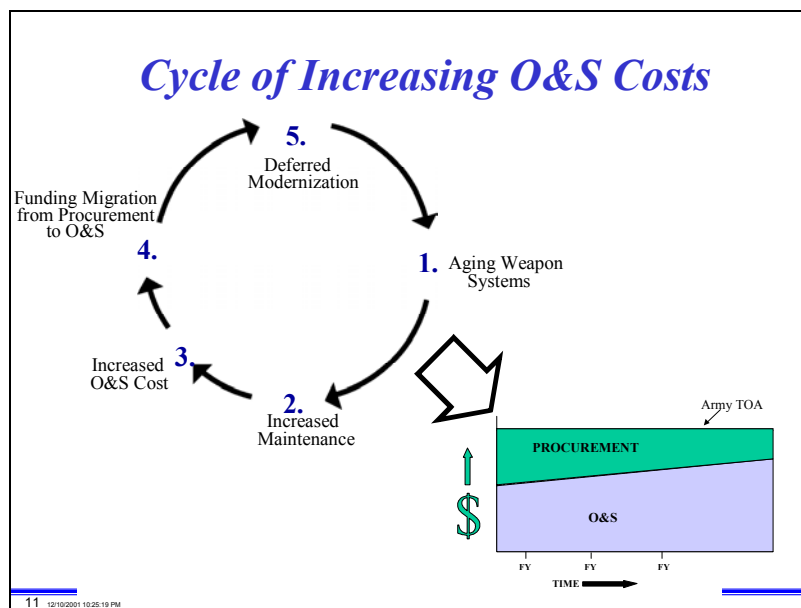 Cycle of Increasing O&S Costs
5.
Deferred
Modernization
1.
Aging Weapon
Systems
2.
Increased
Maintenance
3.
Increased
O&S Cost
Funding Migration
from Procurement
to O&S
4.
Army TOA
PROCUREMENT
$
O&S
FY FY FY
TIME
11 12/10/2001 10:25:19 PM